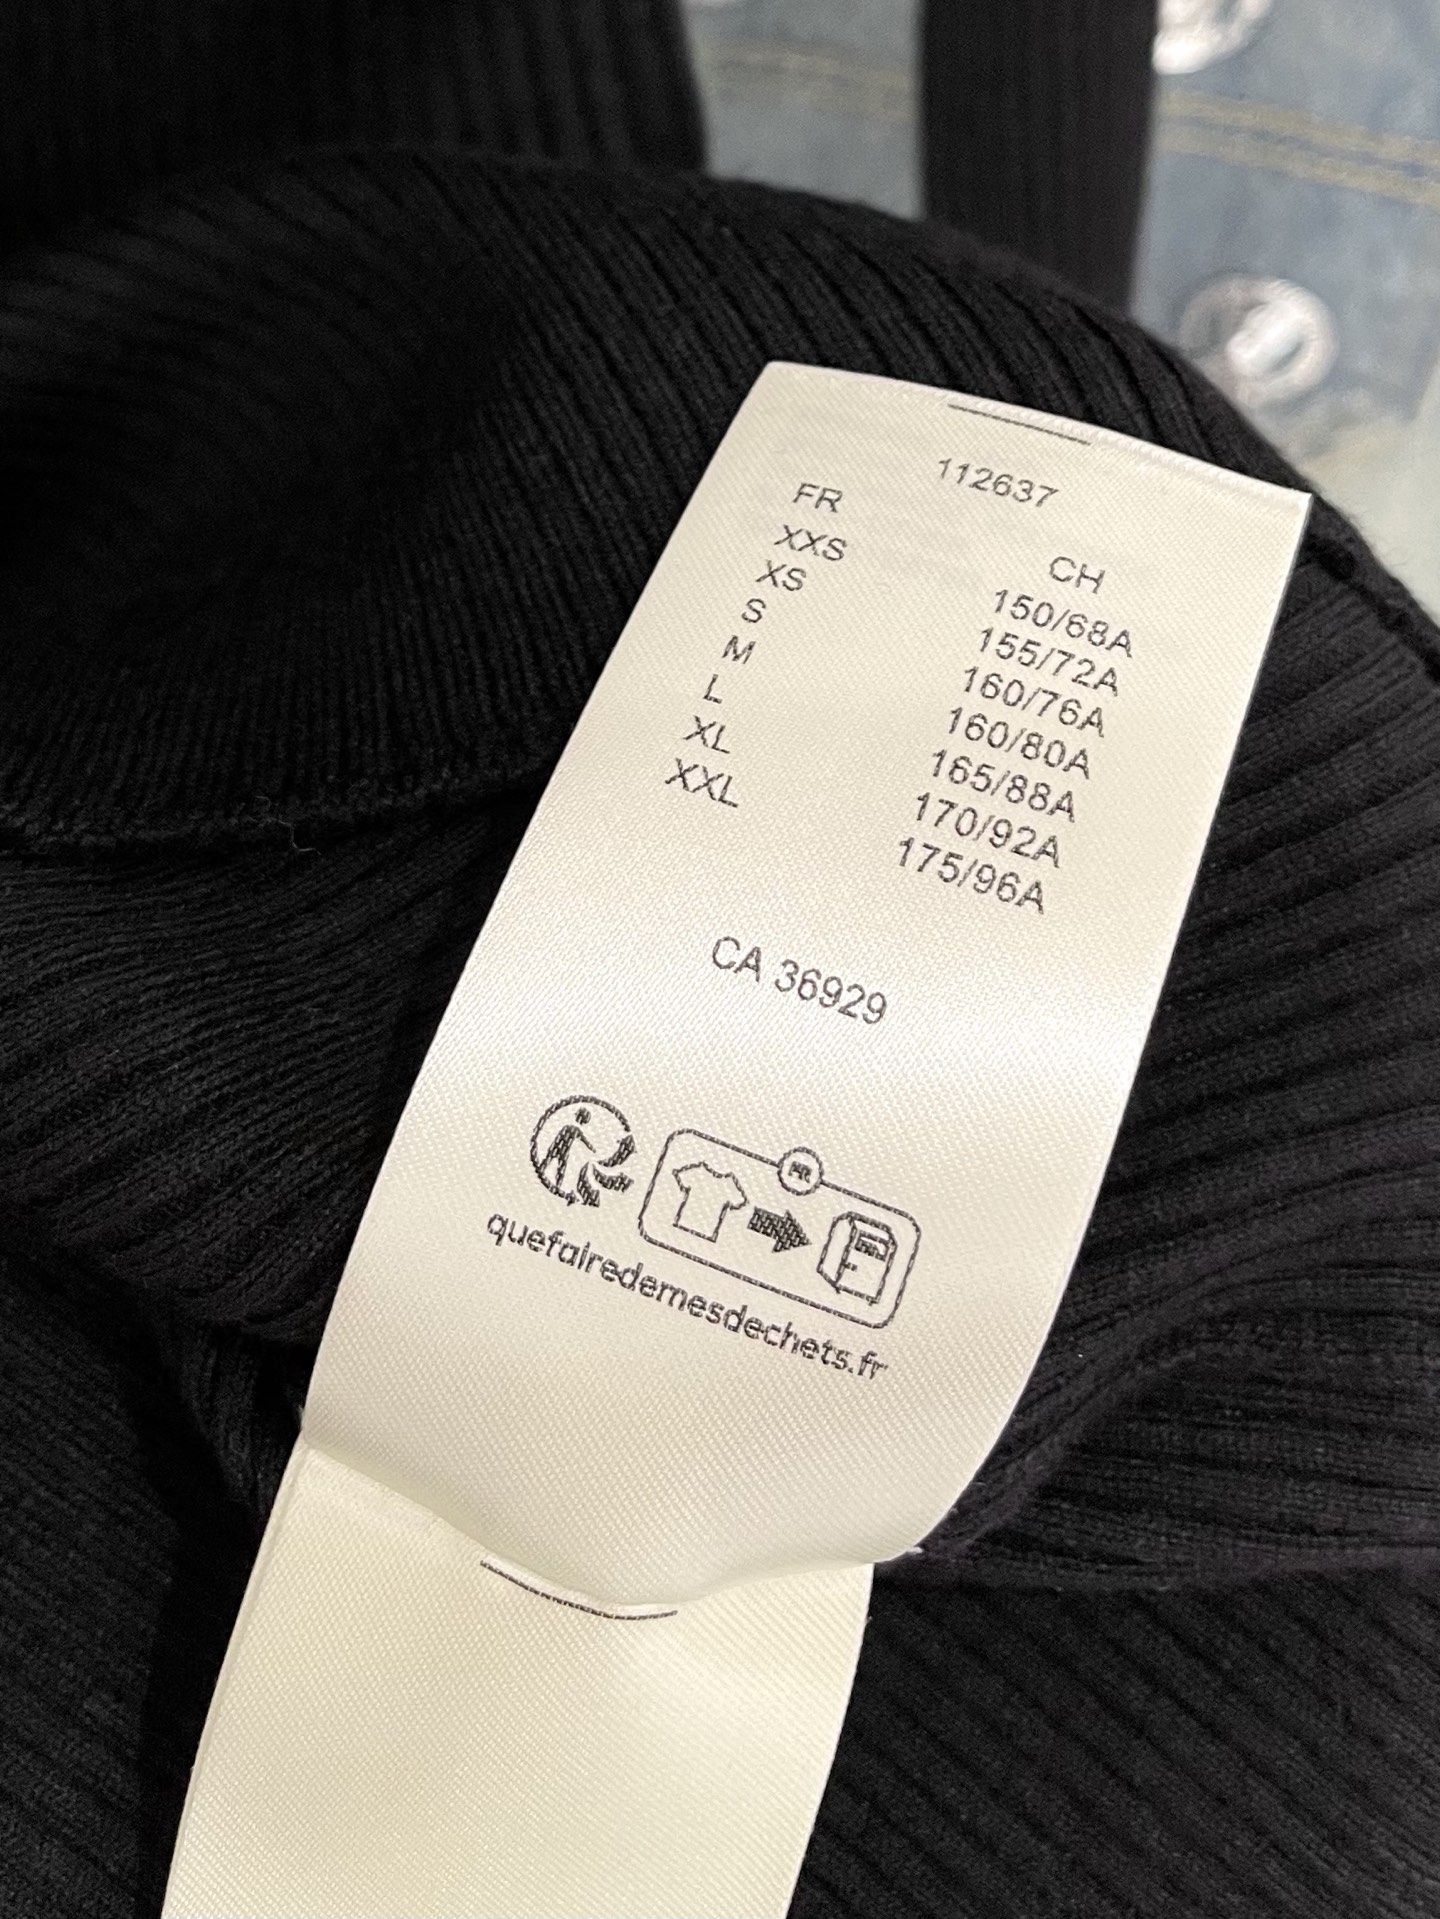 112637
FR CH
XXS 150/68A
XS 155/72A
S 160/76A
M 160/80A
L 165/88A
XL 170/92A
XXL 175/96A
CA 36929
FR
quefairedemesdechets.fr